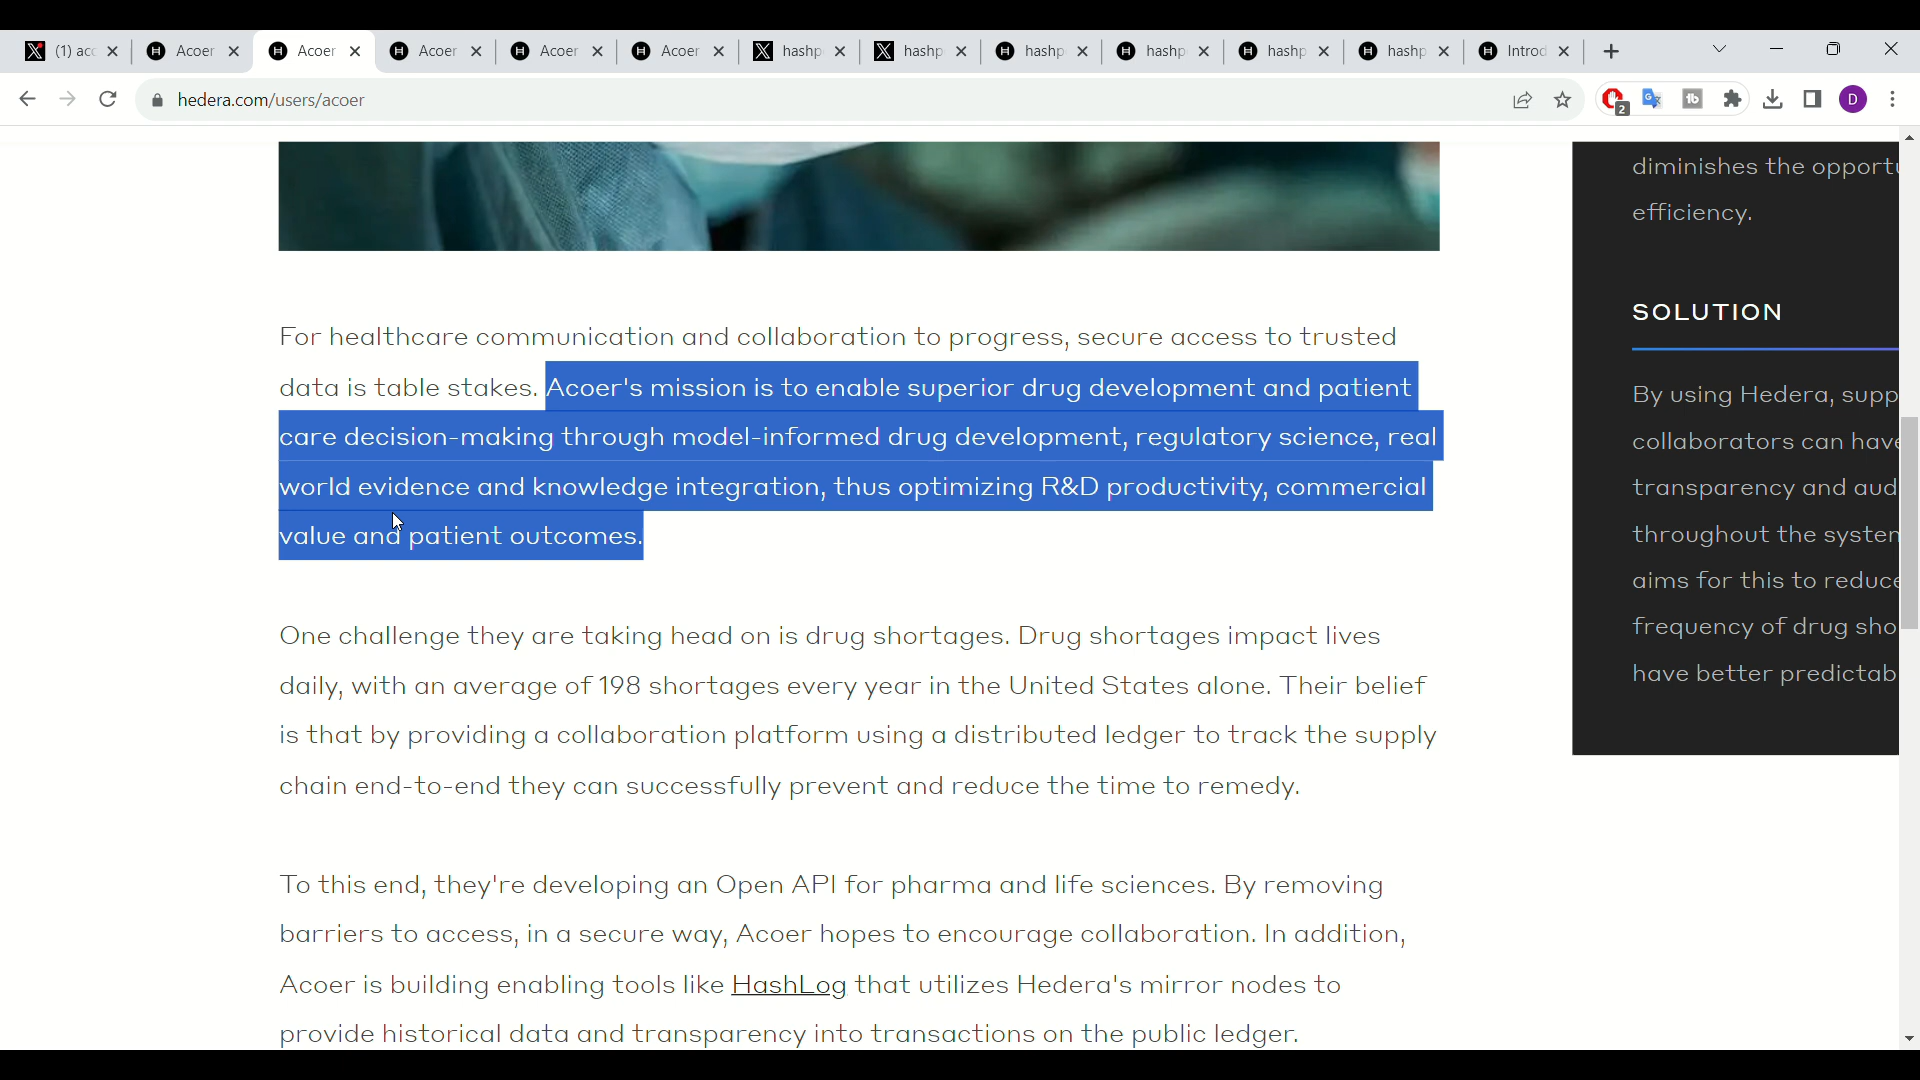 (1) acc
Acoer
Acoer
Acoer
Acoer
Acoer
hashp
hashp
hashp
hashp
hashp
hashp
Introd
hedera.com/users/acoer
2
D
For healthcare communication and collaboration to progress, secure access to trusted
data is table stakes. Acoer's mission is to enable superior drug development and patient
care decision-making through model-informed drug development, regulatory science, real
world evidence and knowledge integration, thus optimizing R&D productivity, commercial
value and patient outcomes.
One challenge they are taking head on is drug shortages. Drug shortages impact lives
daily, with an average of 198 shortages every year in the United States alone. Their belief
is that by providing a collaboration platform using a distributed ledger to track the supply
chain end-to-end they can successfully prevent and reduce the time to remedy.
To this end, they're developing an Open API for pharma and life sciences. By removing
barriers to access, in a secure way, Acoer hopes to encourage collaboration. In addition,
Acoer is building enabling tools like HashLog that utilizes Hedera's mirror nodes to
provide historical data and transparency into transactions on the public ledger.
diminishes the opportu
efficiency.
SOLUTION
By using Hedera, supp
collaborators can have
transparency and aud
throughout the system
aims for this to reduce
frequency of drug sho
have better predictab